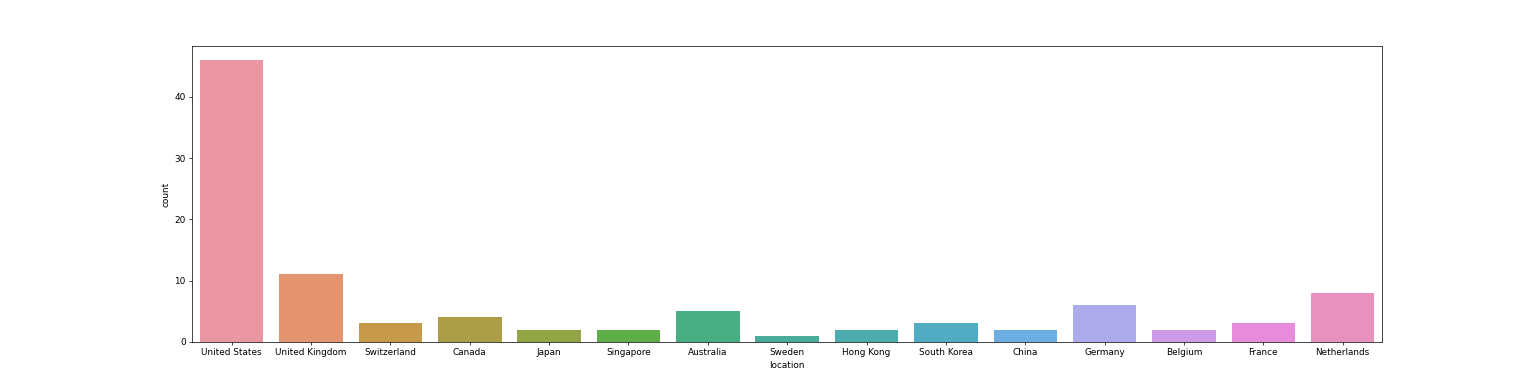 40
30
20
10
0
count
United States United Kingdom Switzerland Canada Japan Singapore Australia Sweden Hong Kong South Korea China Germany Belgium France Netherlands
location